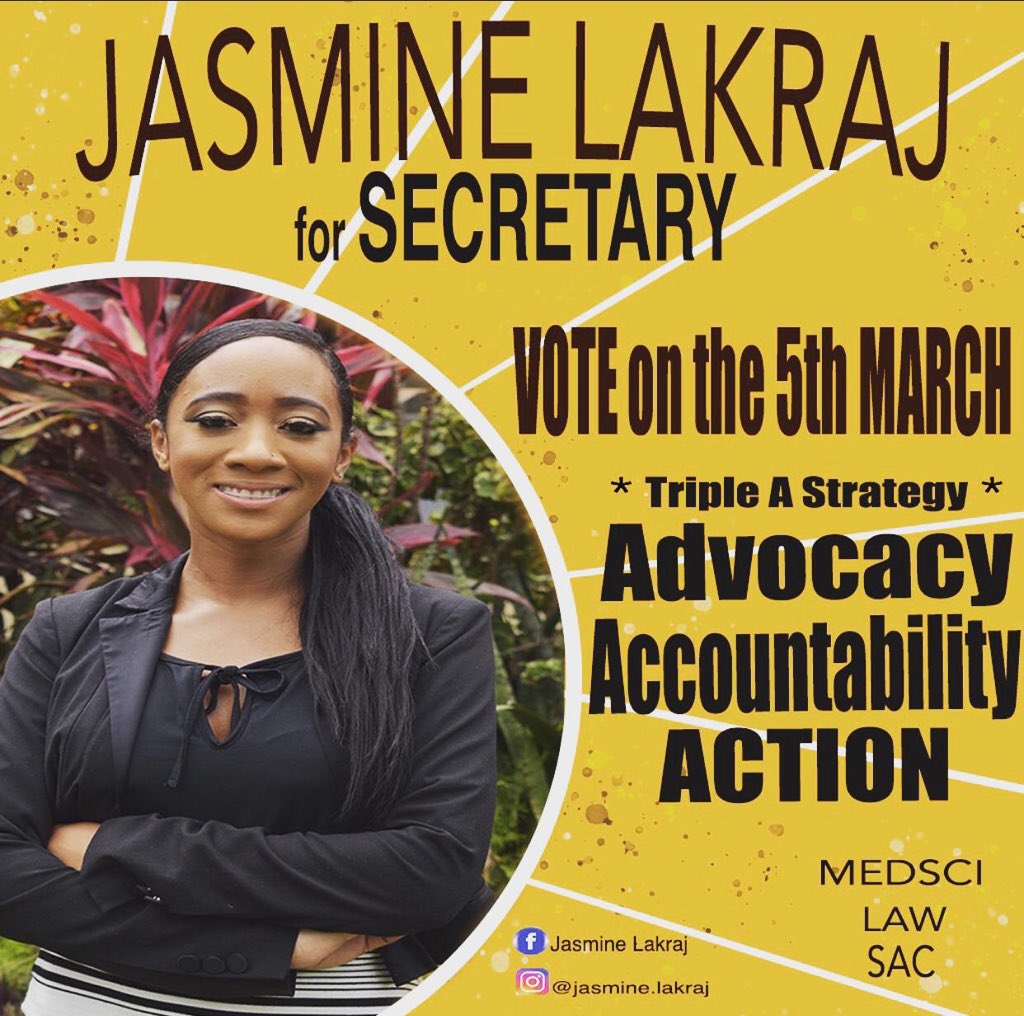 JASMINE LAKRAJ
for SECRETARY
VOTE on the 5th MARCH
* Triple A Strategy *
Advocacy
Accountability
ACTION
MEDSCI
LAW
SAC
f Jasmine Lakraj
@jasmine.lakraj